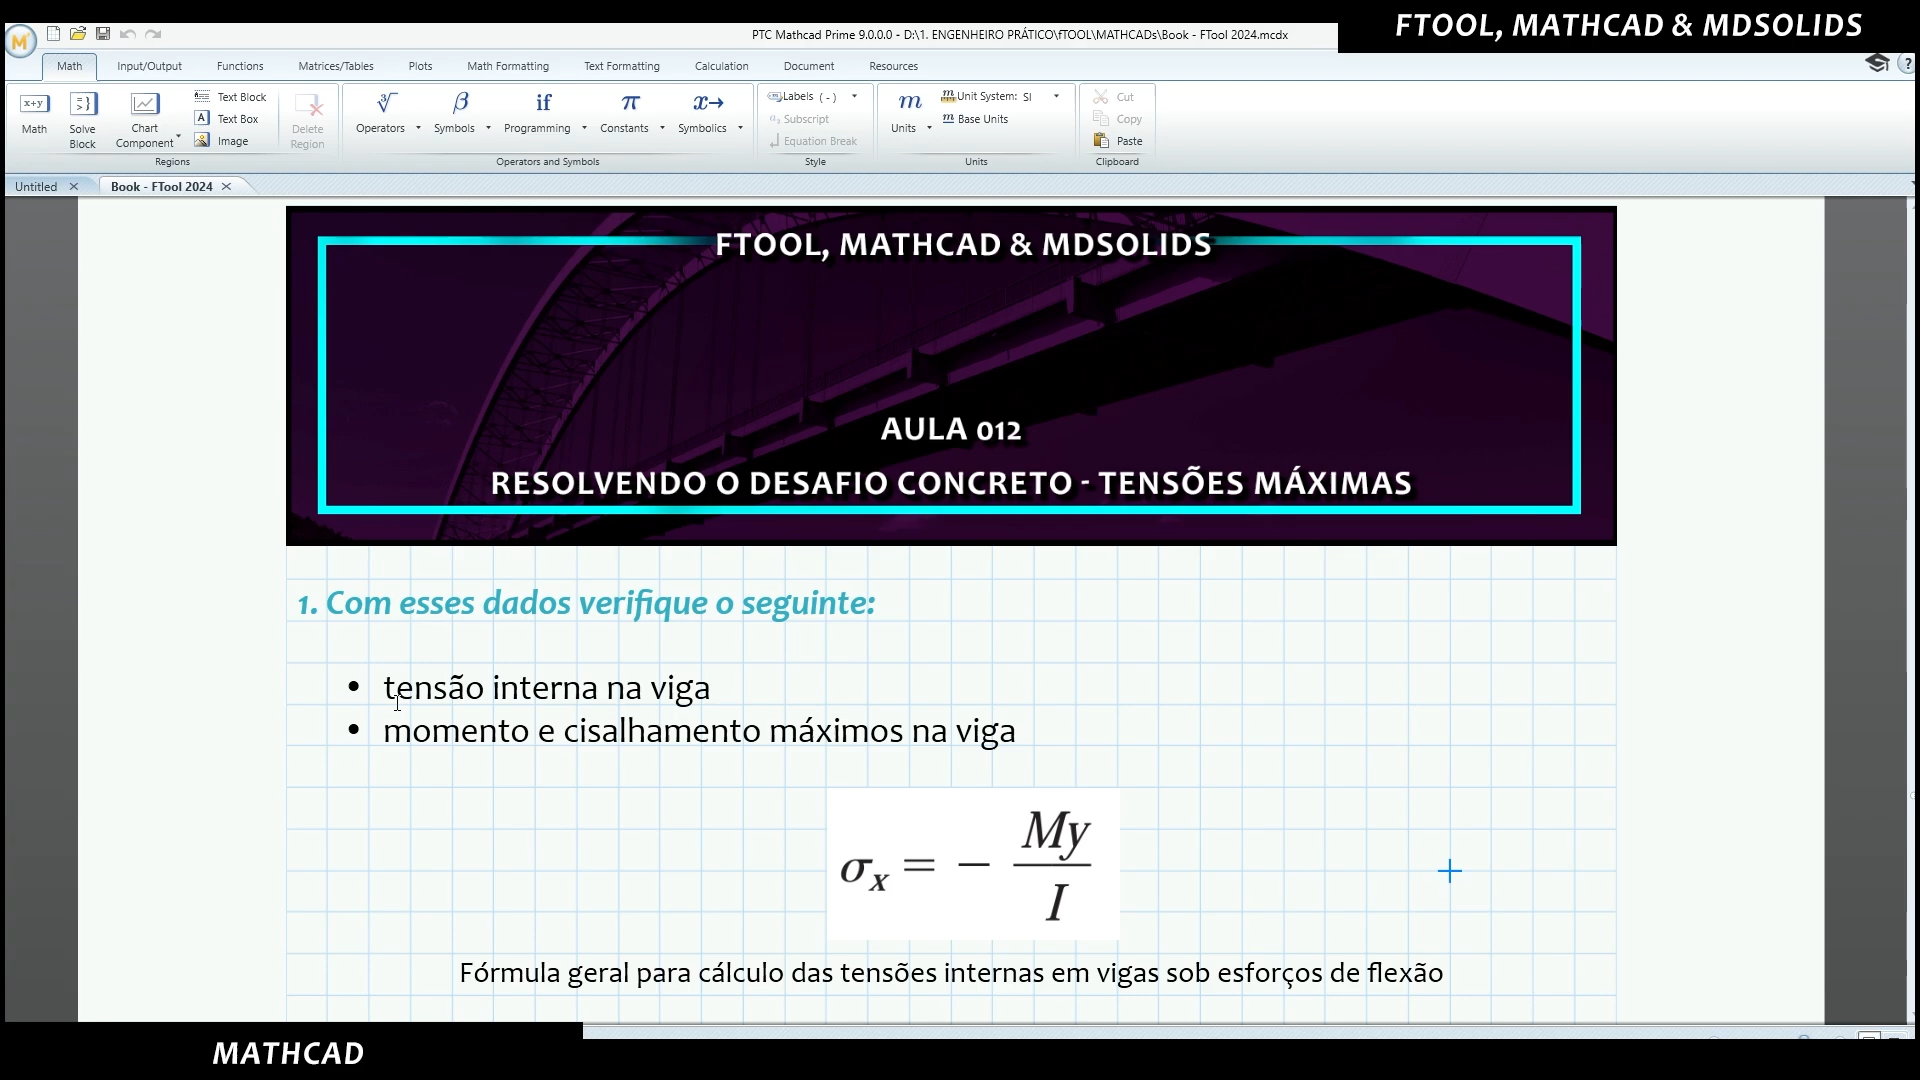 FTOOL, MATHCAD & MDSOLIDS
PTC Mathcad Prime 9.0.0.0 - D:\1. ENGENHEIRO PRÁTICO\fTOOL\MATHCADs\Book - FTool 2024.mcdx
Math Input/Output Functions Matrices/Tables Plots Math Formatting Text Formatting Calculation Document Resources
Math
Solve Block
Chart Component
Text Block
Text Box
Image
Delete Region
Regions
Operators
Symbols
if
Programming
π
Constants
Symbolics
Operators and Symbols
Labels ( - )
Subscript
Equation Break
Style
Units
Unit System: SI
Base Units
Units
Cut
Copy
Paste
Clipboard
Untitled
Book - FTool 2024
FTOOL, MATHCAD & MDSOLIDS
AULA 012
RESOLVENDO O DESAFIO CONCRETO - TENSÕES MÁXIMAS
1. Com esses dados verifique o seguinte:
• tensão interna na viga
• momento e cisalhamento máximos na viga
σx = − My / I
Fórmula geral para cálculo das tensões internas em vigas sob esforços de flexão
MATHCAD